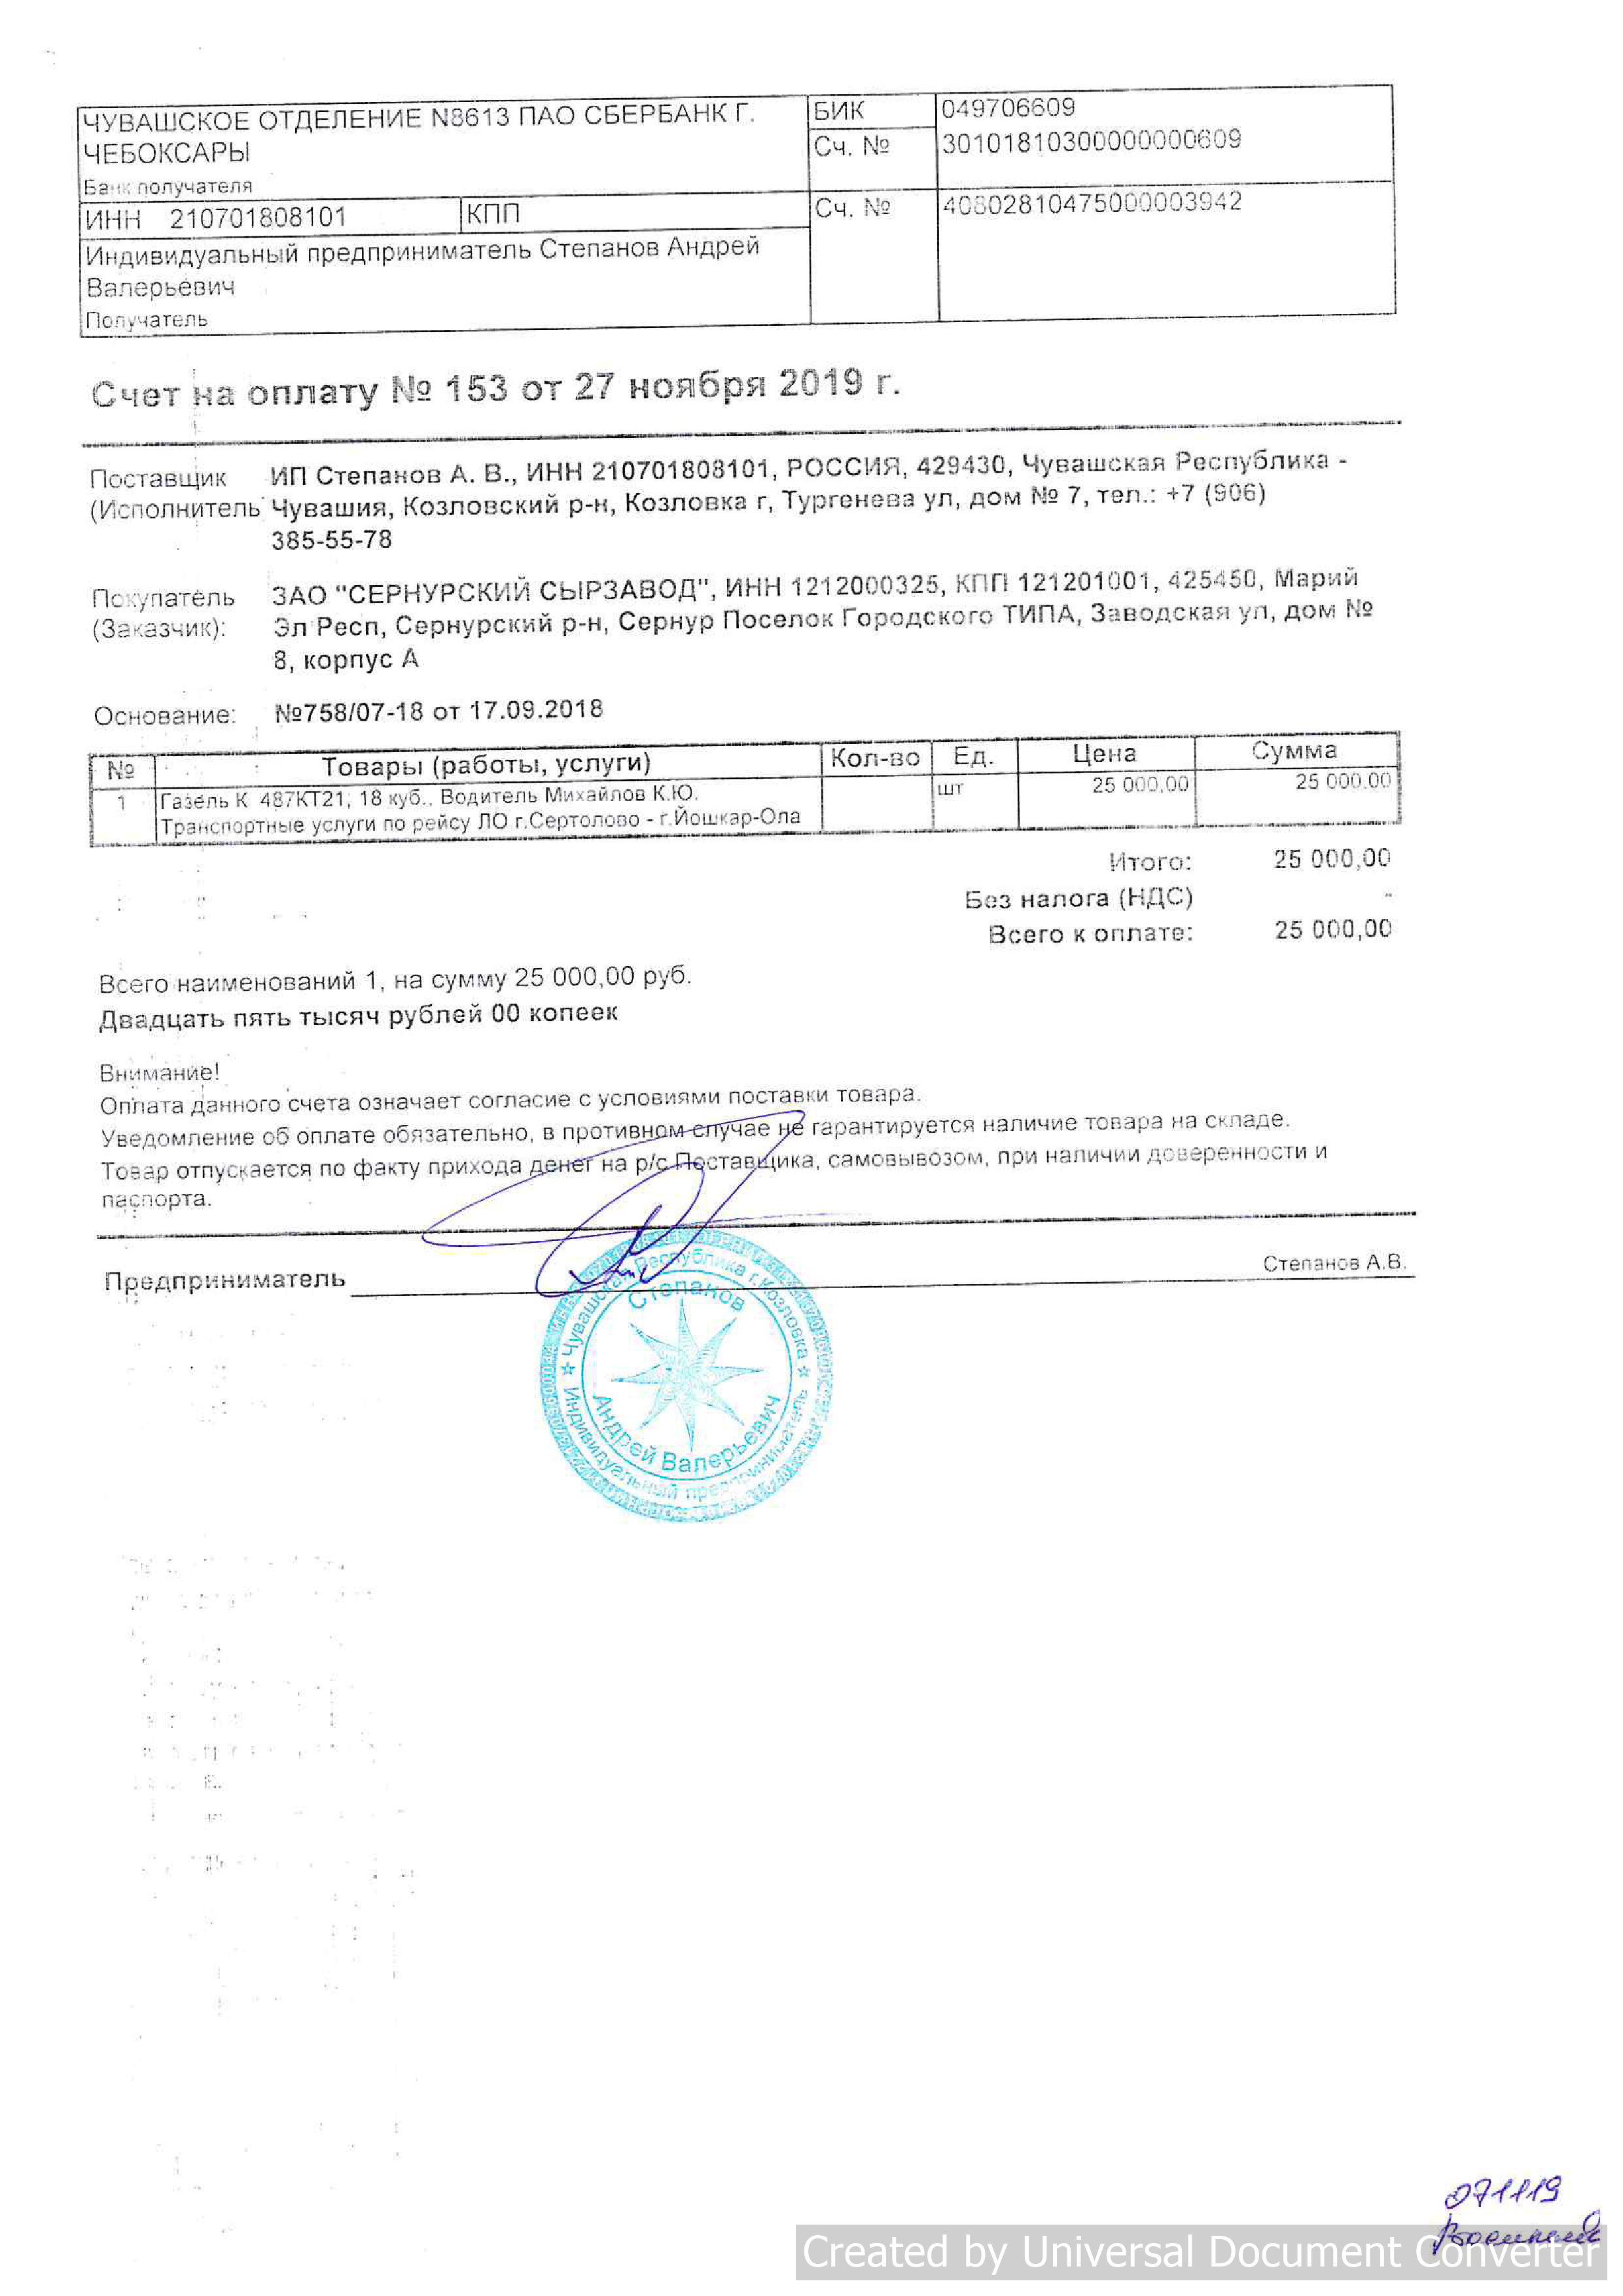 ЧУВАШСКОЕ ОТДЕЛЕНИЕ N8613 ПАО СБЕРБАНК Г.
ЧЕБОКСАРЫ
Банк получателя
БИК 049706609
Сч. № 30101810300000000609
ИНН 210701808101 КПП
Сч. № 40802810475000003942
Индивидуальный предприниматель Степанов Андрей
Валерьевич
Получатель
Счет на оплату № 153 от 27 ноября 2019 г.
Поставщик ИП Степанов А. В., ИНН 210701808101, РОССИЯ, 429430, Чувашская Республика -
(Исполнитель Чувашия, Козловский р-н, Козловка г, Тургенева ул, дом № 7, тел.: +7 (906)
385-55-78
Покупатель ЗАО "СЕРНУРСКИЙ СЫРЗАВОД", ИНН 1212000325, КПП 121201001, 425450, Марий
(Заказчик): Эл Респ, Сернурский р-н, Сернур Поселок Городского ТИПА, Заводская ул, дом №
8, корпус А
Основание: №758/07-18 от 17.09.2018
№ Товары (работы, услуги) Кол-во Ед. Цена Сумма
1 Газель К 487КТ21; 18 куб., Водитель Михайлов К.Ю. шт 25 000,00 25 000,00
Транспортные услуги по рейсу ЛО г.Сертолово - г.Йошкар-Ола
Итого: 25 000,00
Без налога (НДС) -
Всего к оплате: 25 000,00
Всего наименований 1, на сумму 25 000,00 руб.
Двадцать пять тысяч рублей 00 копеек
Внимание!
Оплата данного счета означает согласие с условиями поставки товара.
Уведомление об оплате обязательно, в противном случае не гарантируется наличие товара на складе.
Товар отпускается по факту прихода денег на р/с Поставщика, самовывозом, при наличии доверенности и
паспорта.
Предприниматель Степанов А.В.
Чувашская Республика г.Козловка
Степанов
Андрей Валерьевич
Индивидуальный предприниматель
271119
Created by Universal Document Converter